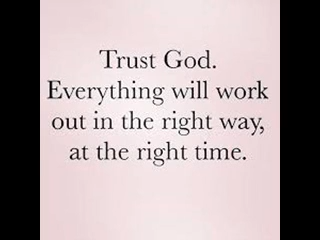 Trust God.
Everything will work
out in the right way,
at the right time.